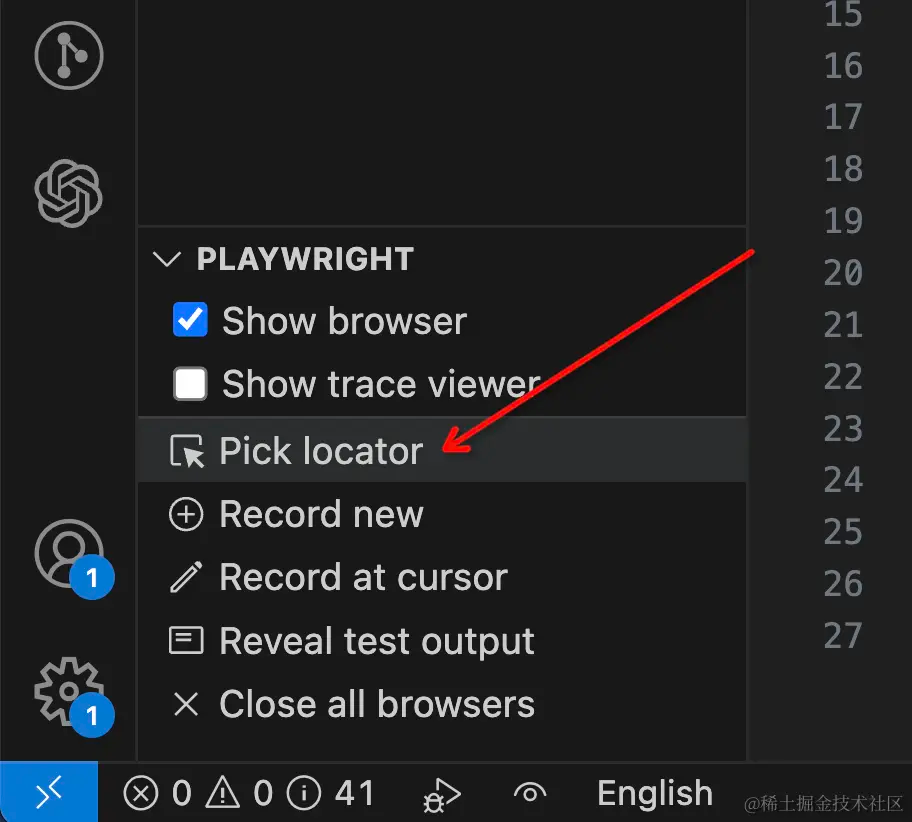 15
16
17
18
19
20
21
22
23
24
25
26
27
PLAYWRIGHT
Show browser
Show trace viewer
Pick locator
Record new
Record at cursor
Reveal test output
Close all browsers
1
1
0 0 41 English
@稀土掘金技术社区